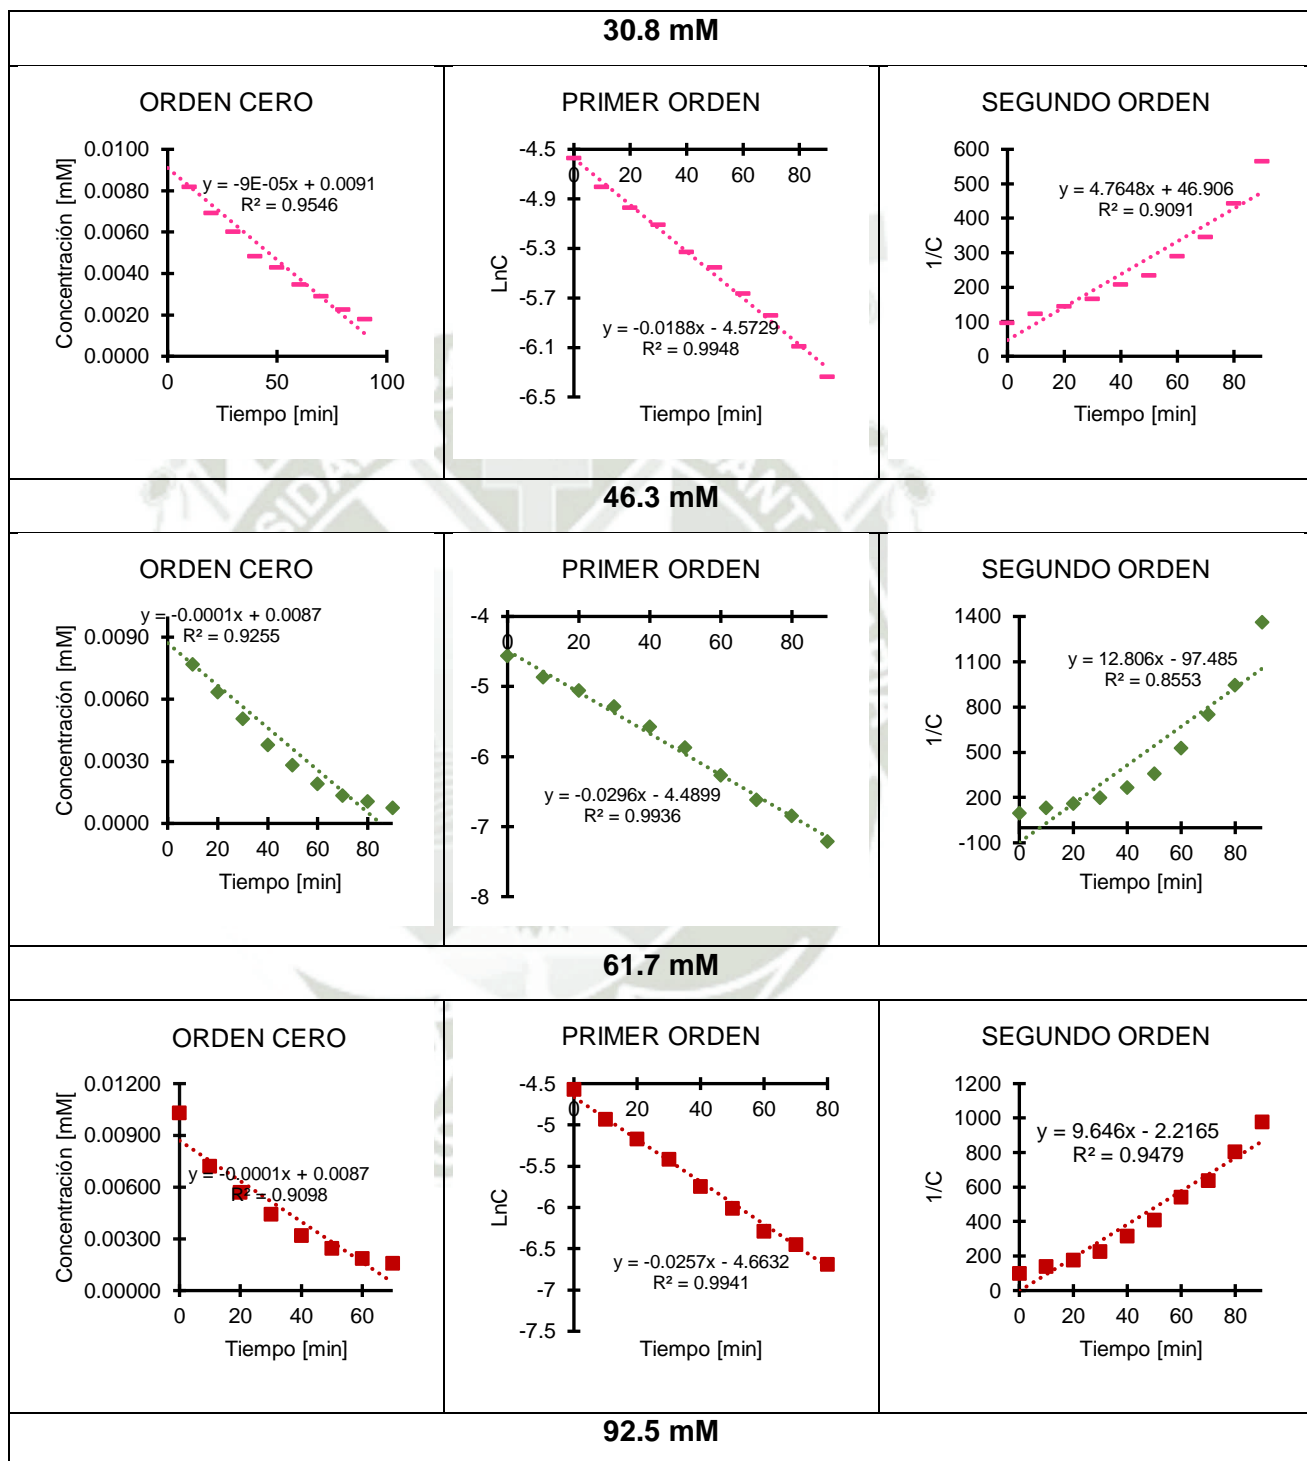 30.8 mM
ORDEN CERO
Concentración [mM]
0.0100
0.0080
0.0060
0.0040
0.0020
0.0000
y = -9E-05x + 0.0091
R² = 0.9546
0
50
100
Tiempo [min]
PRIMER ORDEN
LnC
-4.5
-4.9
-5.3
-5.7
-6.1
-6.5
0
20
40
60
80
y = -0.0188x - 4.5729
R² = 0.9948
Tiempo [min]
SEGUNDO ORDEN
1/C
600
500
400
300
200
100
0
y = 4.7648x + 46.906
R² = 0.9091
0
20
40
60
80
Tiempo [min]
46.3 mM
ORDEN CERO
y = -0.0001x + 0.0087
R² = 0.9255
Concentración [mM]
0.0090
0.0060
0.0030
0.0000
0
20
40
60
80
Tiempo [min]
PRIMER ORDEN
-4
-5
-6
-7
-8
0
20
40
60
80
y = -0.0296x - 4.4899
R² = 0.9936
Tiempo [min]
SEGUNDO ORDEN
1/C
1400
1100
800
500
200
-100
y = 12.806x - 97.485
R² = 0.8553
0
20
40
60
80
Tiempo [min]
61.7 mM
ORDEN CERO
Concentración [mM[
0.01200
0.00900
0.00600
0.00300
0.00000
y = -0.0001x + 0.0087
R² = 0.9098
0
20
40
60
Tiempo [min]
PRIMER ORDEN
LnC
-4.5
-5
-5.5
-6
-6.5
-7
-7.5
0
20
40
60
80
y = -0.0257x - 4.6632
R² = 0.9941
Tiempo [min]
SEGUNDO ORDEN
1/C
1200
1000
800
600
400
200
0
y = 9.646x - 2.2165
R² = 0.9479
0
20
40
60
80
Tiempo [min]
92.5 mM